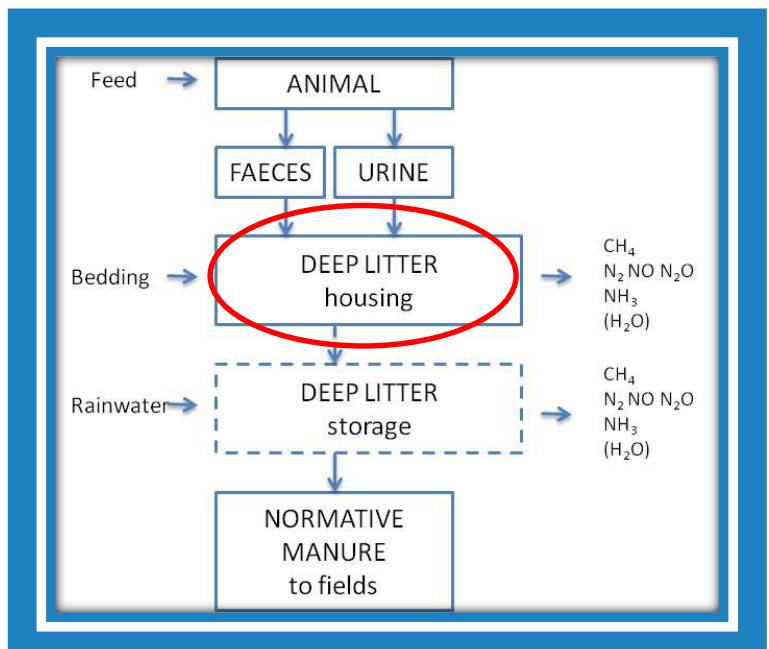 Feed
ANIMAL
FAECES
URINE
Bedding
DEEP LITTER
housing
CH₄
N₂ NO N₂O
NH₃
(H₂O)
Rainwater
DEEP LITTER
storage
CH₄
N₂ NO N₂O
NH₃
(H₂O)
NORMATIVE
MANURE
to fields